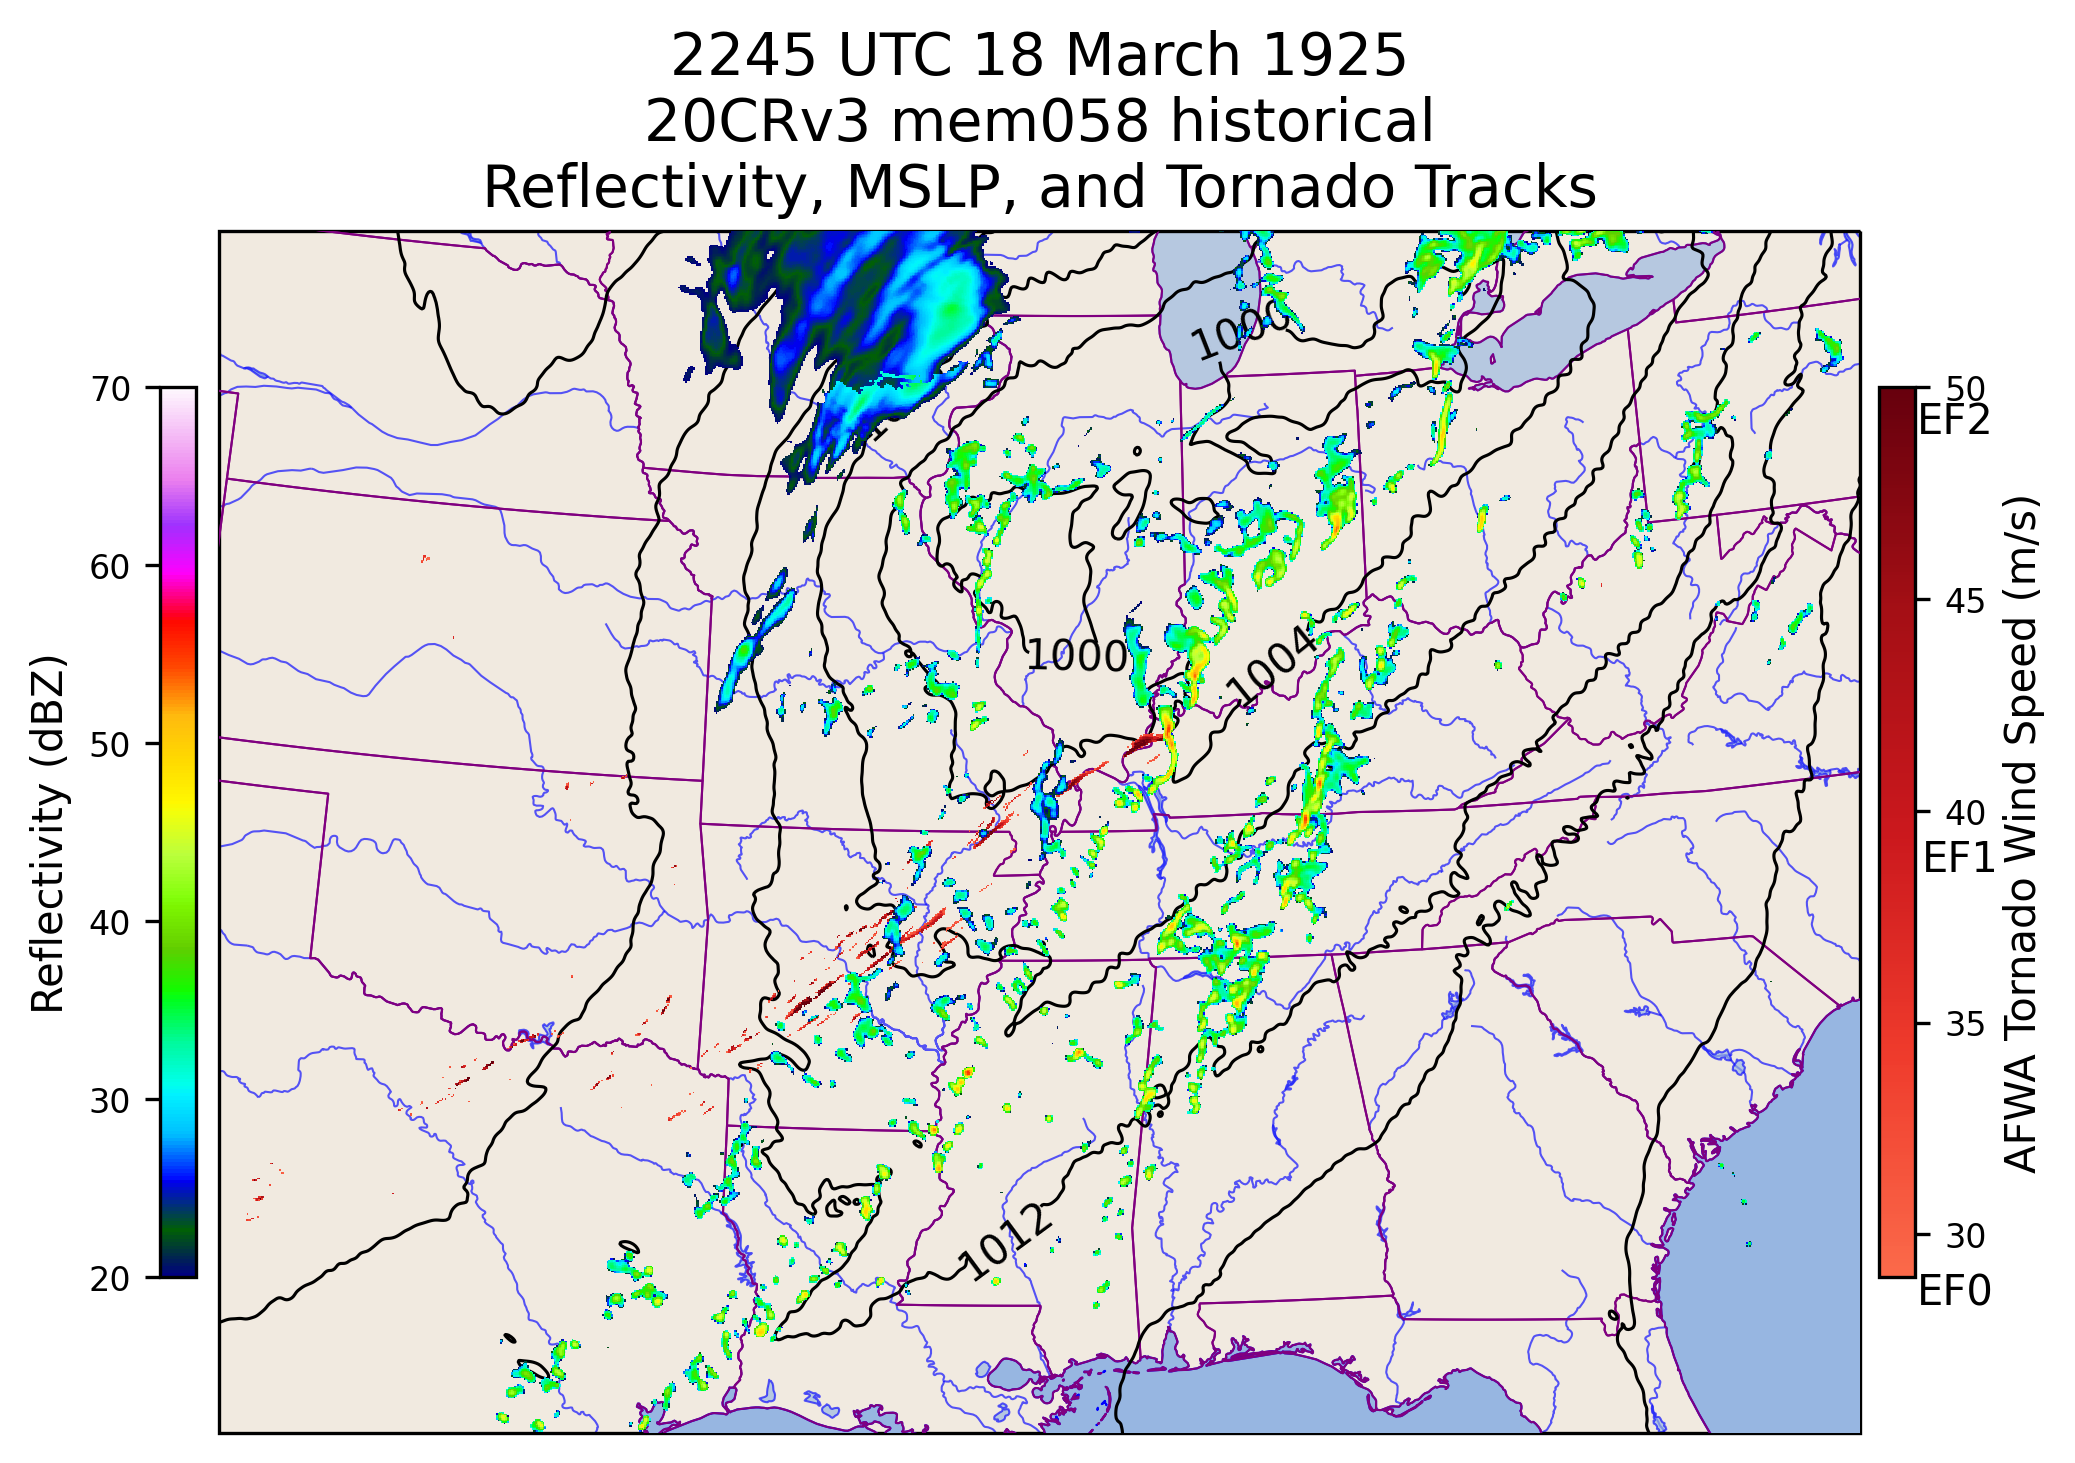 2245 UTC 18 March 1925
20CRv3 mem058 historical
Reflectivity, MSLP, and Tornado Tracks
70
60
50
40
30
20
Reflectivity (dBZ)
1000
1000
1004
1012
50
EF2
45
40
EF1
35
30
EF0
AFWA Tornado Wind Speed (m/s)